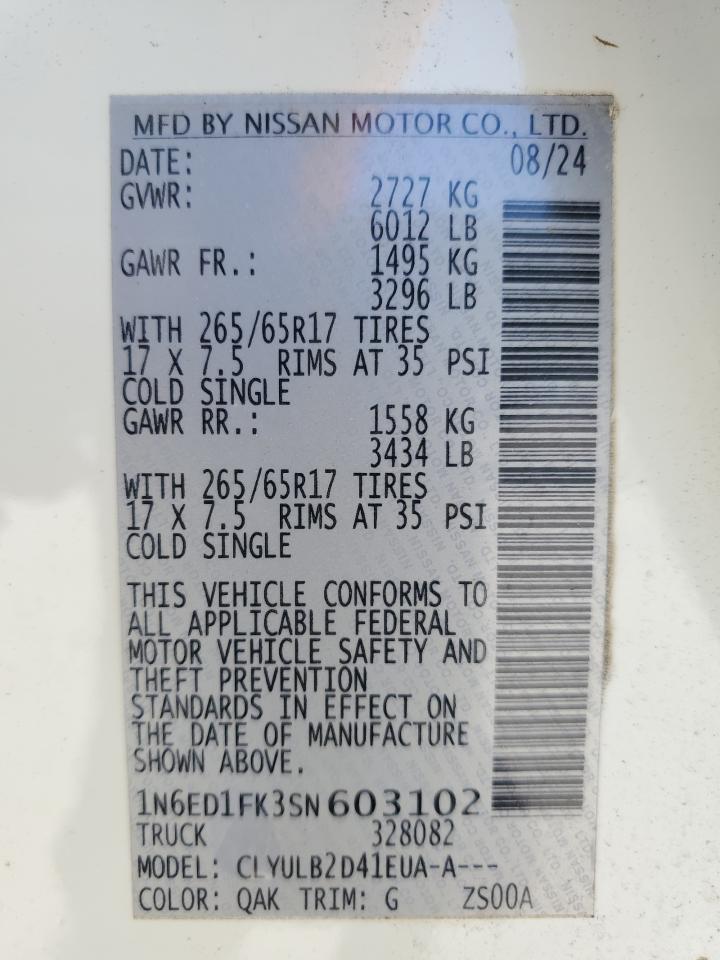 MFD BY NISSAN MOTOR CO., LTD.
DATE: 08/24
GVWR: 2727 KG
6012 LB
GAWR FR.: 1495 KG
3296 LB
WITH 265/65R17 TIRES
17 X 7.5 RIMS AT 35 PSI
COLD SINGLE
GAWR RR.: 1558 KG
3434 LB
WITH 265/65R17 TIRES
17 X 7.5 RIMS AT 35 PSI
COLD SINGLE
THIS VEHICLE CONFORMS TO
ALL APPLICABLE FEDERAL
MOTOR VEHICLE SAFETY AND
THEFT PREVENTION
STANDARDS IN EFFECT ON
THE DATE OF MANUFACTURE
SHOWN ABOVE.
1N6ED1FK3SN603102
TRUCK 328082
MODEL: CLYULB2D41EUA-A---
COLOR: QAK TRIM: G ZS00A